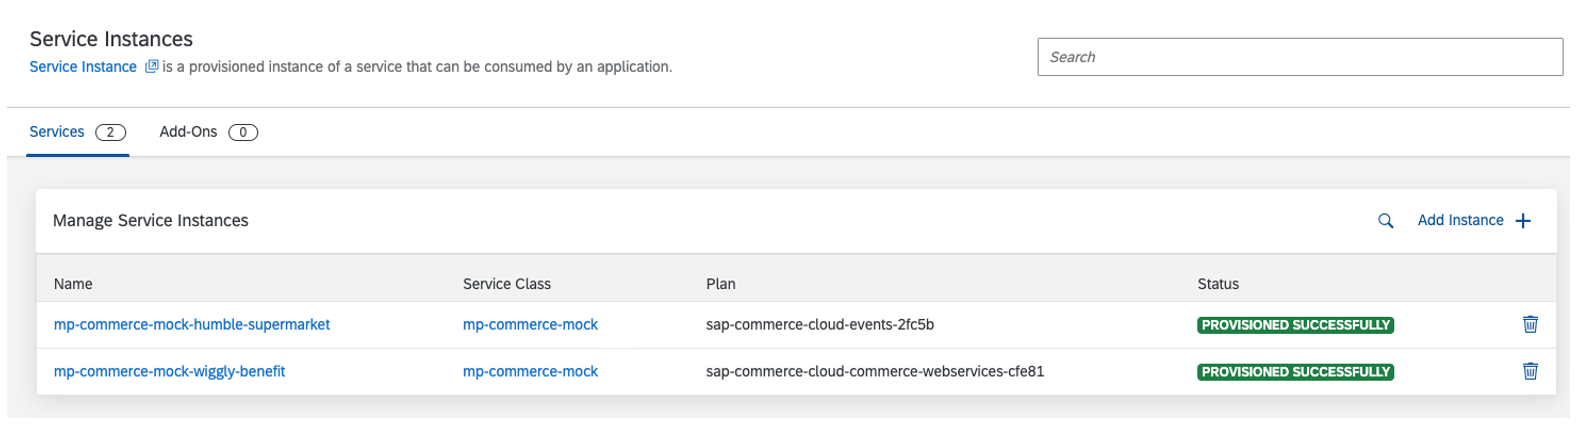 Service Instances
Service Instance is a provisioned instance of a service that can be consumed by an application.
Search
Services 2 Add-Ons 0
Manage Service Instances Add Instance
Name Service Class Plan Status
mp-commerce-mock-humble-supermarket mp-commerce-mock sap-commerce-cloud-events-2fc5b PROVISIONED SUCCESSFULLY
mp-commerce-mock-wiggly-benefit mp-commerce-mock sap-commerce-cloud-commerce-webservices-cfe81 PROVISIONED SUCCESSFULLY